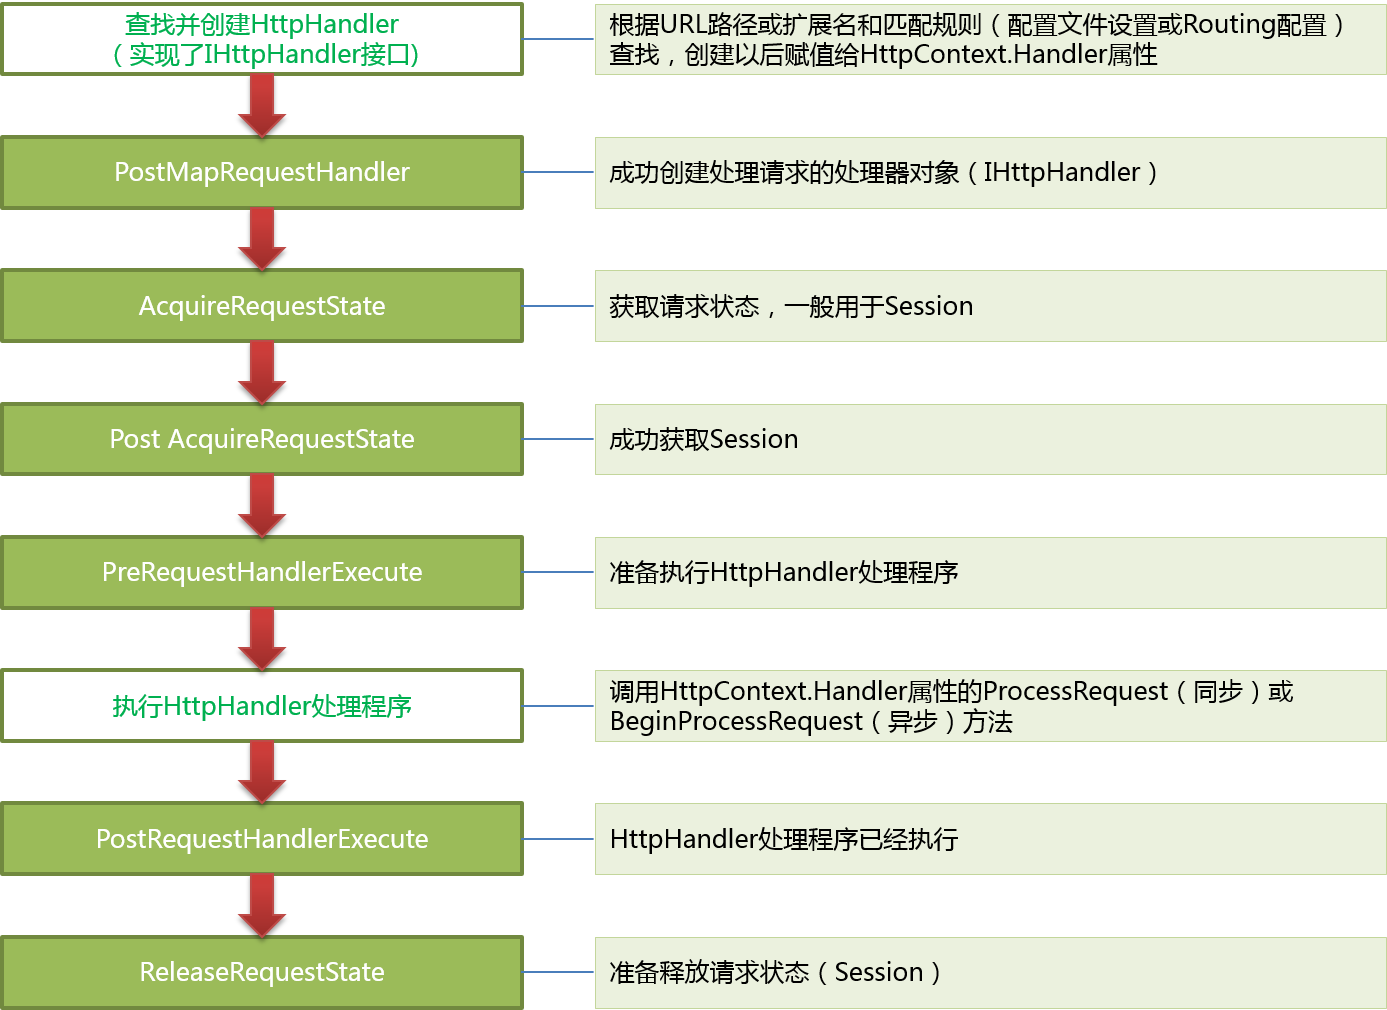 查找并创建HttpHandler
（实现了IHttpHandler接口)
根据URL路径或扩展名和匹配规则（配置文件设置或Routing配置）
查找，创建以后赋值给HttpContext.Handler属性
PostMapRequestHandler
成功创建处理请求的处理器对象（IHttpHandler）
AcquireRequestState
获取请求状态，一般用于Session
Post AcquireRequestState
成功获取Session
PreRequestHandlerExecute
准备执行HttpHandler处理程序
执行HttpHandler处理程序
调用HttpContext.Handler属性的ProcessRequest（同步）或
BeginProcessRequest（异步）方法
PostRequestHandlerExecute
HttpHandler处理程序已经执行
ReleaseRequestState
准备释放请求状态（Session）